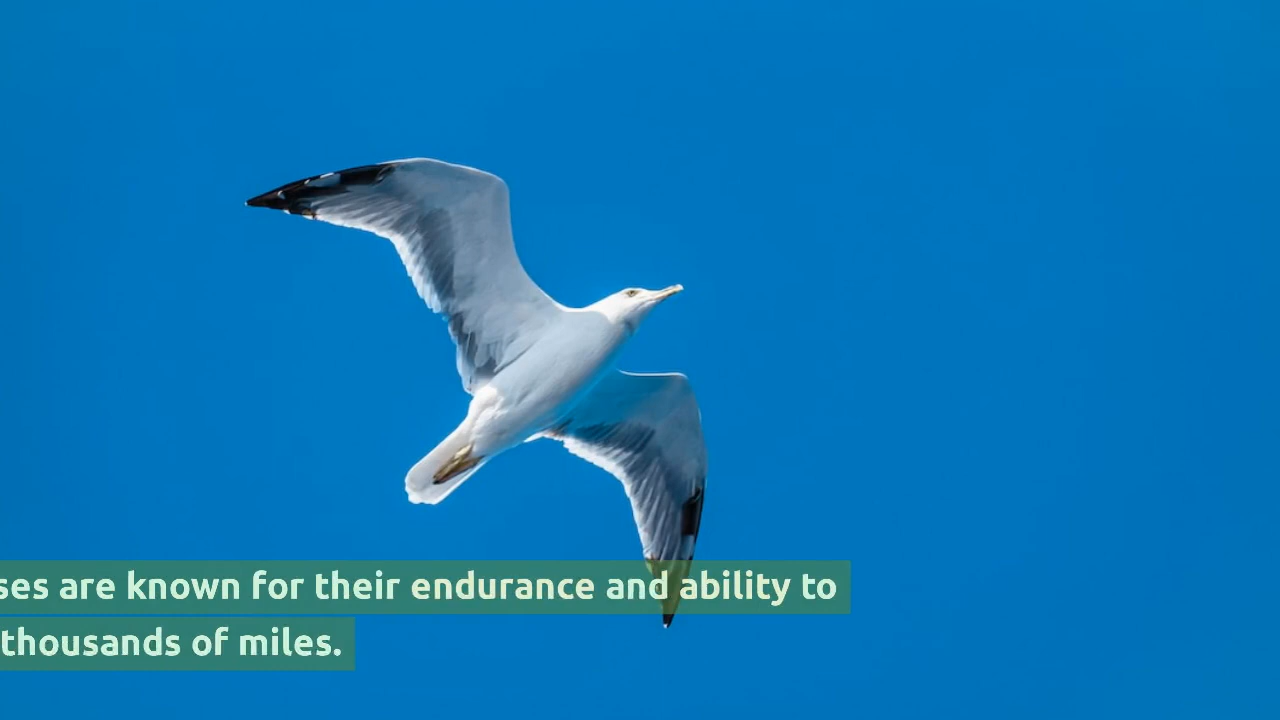 ses are known for their endurance and ability to
thousands of miles.